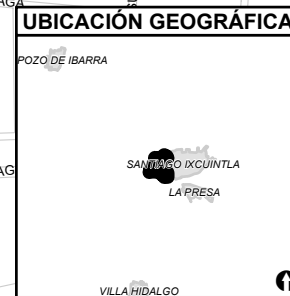 UBICACIÓN GEOGRÁFICA
POZO DE IBARRA
SANTIAGO IXCUINTLA
LA PRESA
VILLA HIDALGO